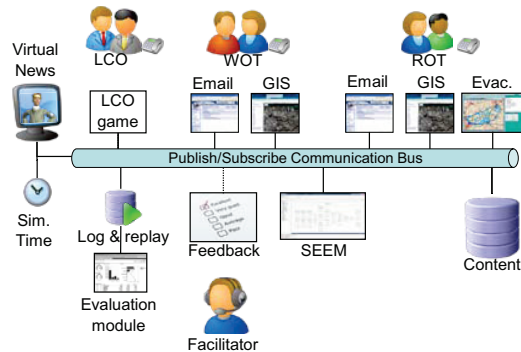 Virtual
News
LCO
WOT
ROT
Email
GIS
Email
GIS
Evac.
LCO
game
Publish/Subscribe Communication Bus
Sim.
Time
Log & replay
Feedback
SEEM
Content
Evaluation
module
Facilitator